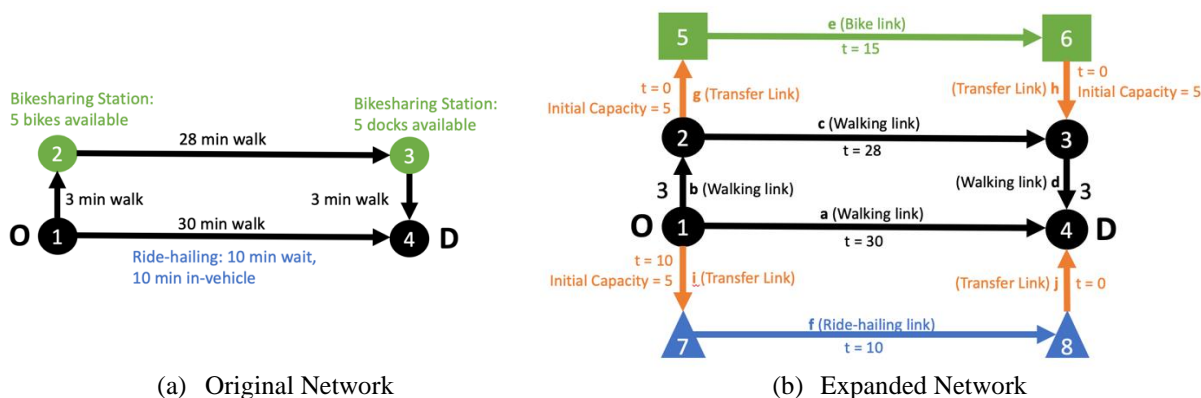 Bikesharing Station:
5 bikes available
Bikesharing Station:
5 docks available
2
28 min walk
3
3 min walk
3 min walk
30 min walk
O
1
4
D
Ride-hailing: 10 min wait,
10 min in-vehicle
(a) Original Network
5
e (Bike link)
t = 15
6
t = 0
Initial Capacity = 5
g (Transfer Link)
t = 0
(Transfer Link) h
Initial Capacity = 5
2
c (Walking link)
t = 28
3
3
b (Walking link)
(Walking link) d
3
O
1
a (Walking link)
t = 30
4
D
t = 10
Initial Capacity = 5
i (Transfer Link)
(Transfer Link) j
t = 0
7
f (Ride-hailing link)
t = 10
8
(b) Expanded Network